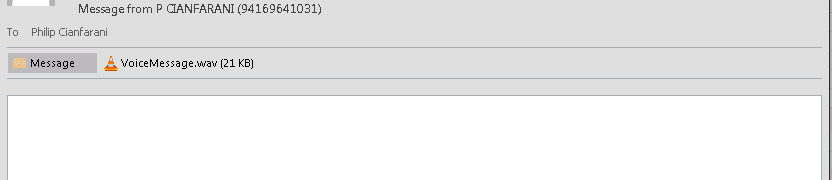 Message from P CIANFARANI (94169641031)
To Philip Cianfarani
Message VoiceMessage.wav (21 KB)